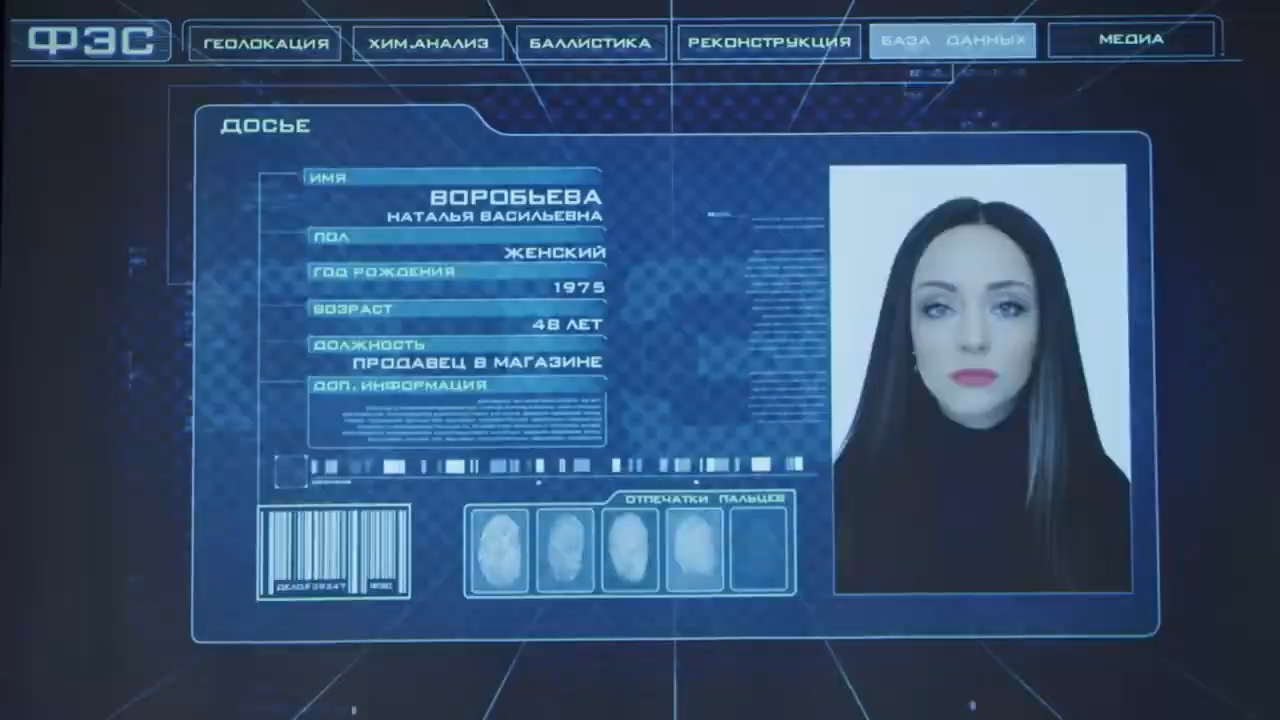 ФЭС
ГЕОЛОКАЦИЯ
ХИМ.АНАЛИЗ
БАЛЛИСТИКА
РЕКОНСТРУКЦИЯ
БАЗА ДАННЫХ
МЕДИА
ДОСЬЕ
ИМЯ
ВОРОБЬЕВА
НАТАЛЬЯ ВАСИЛЬЕВНА
ПОЛ
ЖЕНСКИЙ
ГОД РОЖДЕНИЯ
1975
ВОЗРАСТ
48 ЛЕТ
ДОЛЖНОСТЬ
ПРОДАВЕЦ В МАГАЗИНЕ
ДОП. ИНФОРМАЦИЯ
ОТПЕЧАТКИ ПАЛЬЦЕВ